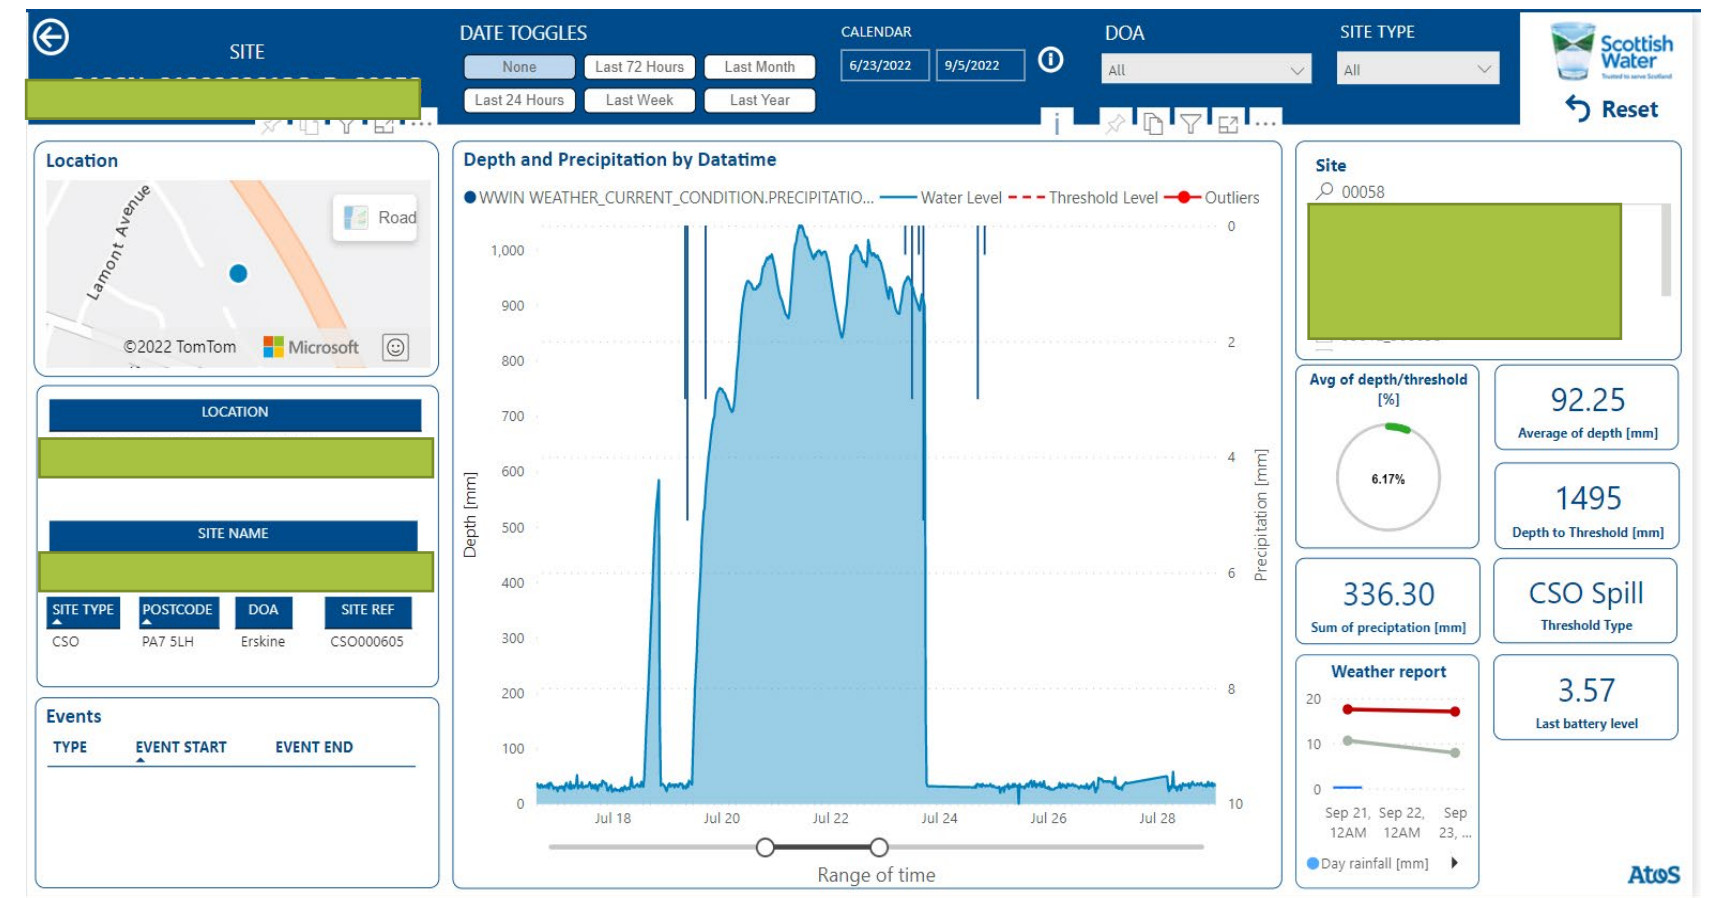 SITE
DATE TOGGLES
None
Last 72 Hours
Last Month
Last 24 Hours
Last Week
Last Year
CALENDAR
6/23/2022
9/5/2022
DOA
All
SITE TYPE
All
Scottish
Water
Trusted to serve Scotland
Reset
Location
Lamont Avenue
Road
©2022 TomTom
Microsoft
LOCATION
SITE NAME
SITE TYPE POSTCODE DOA SITE REF
CSO PA7 5LH Erskine CSO000605
Events
TYPE EVENT START EVENT END
Depth and Precipitation by Datatime
WWIN WEATHER_CURRENT_CONDITION.PRECIPITATIO... Water Level Threshold Level Outliers
Depth [mm]
1,000
900
800
700
600
500
400
300
200
100
0
0
2
4
6
8
10
Precipitation [mm]
Jul 18 Jul 20 Jul 22 Jul 24 Jul 26 Jul 28
Range of time
Site
00058
Avg of depth/threshold
[%]
6.17%
92.25
Average of depth [mm]
1495
Depth to Threshold [mm]
336.30
Sum of preciptation [mm]
CSO Spill
Threshold Type
Weather report
20
10
0
Sep 21, Sep 22, Sep
12AM 12AM 23, ...
Day rainfall [mm]
3.57
Last battery level
Atos